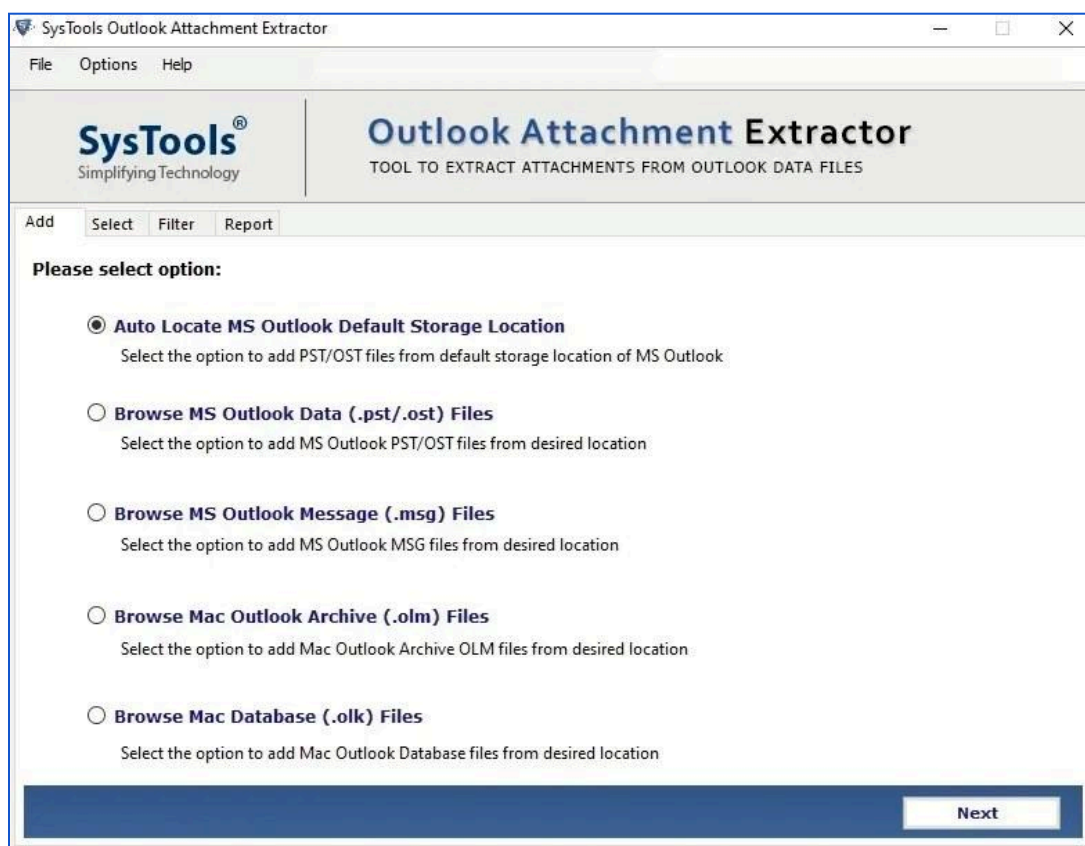 SysTools Outlook Attachment Extractor
File Options Help
SysTools®
Simplifying Technology
Outlook Attachment Extractor
TOOL TO EXTRACT ATTACHMENTS FROM OUTLOOK DATA FILES
Add Select Filter Report
Please select option:
Auto Locate MS Outlook Default Storage Location
Select the option to add PST/OST files from default storage location of MS Outlook
Browse MS Outlook Data (.pst/.ost) Files
Select the option to add MS Outlook PST/OST files from desired location
Browse MS Outlook Message (.msg) Files
Select the option to add MS Outlook MSG files from desired location
Browse Mac Outlook Archive (.olm) Files
Select the option to add Mac Outlook Archive OLM files from desired location
Browse Mac Database (.olk) Files
Select the option to add Mac Outlook Database files from desired location
Next